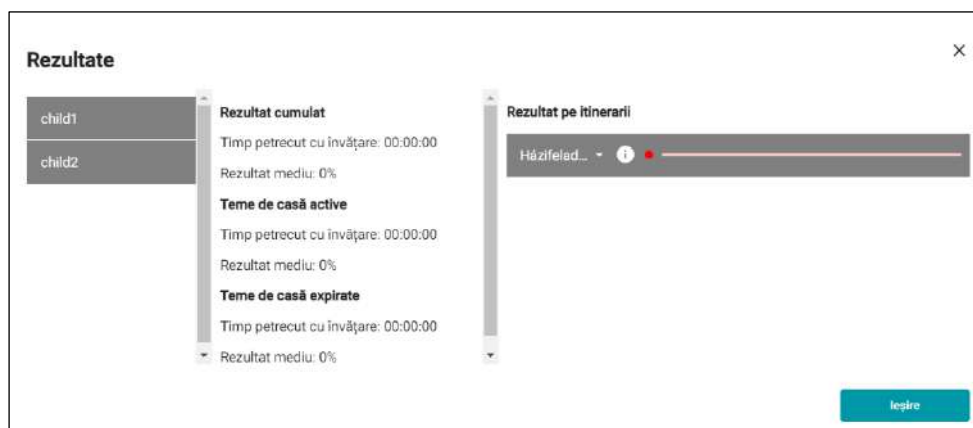 Rezultate
child1
child2
Rezultat cumulat
Timp petrecut cu învățare: 00:00:00
Rezultat mediu: 0%
Teme de casă active
Timp petrecut cu învățare: 00:00:00
Rezultat mediu: 0%
Teme de casă expirate
Timp petrecut cu învățare: 00:00:00
Rezultat mediu: 0%
Rezultat pe itinerarii
Házifelad...
Ieșire